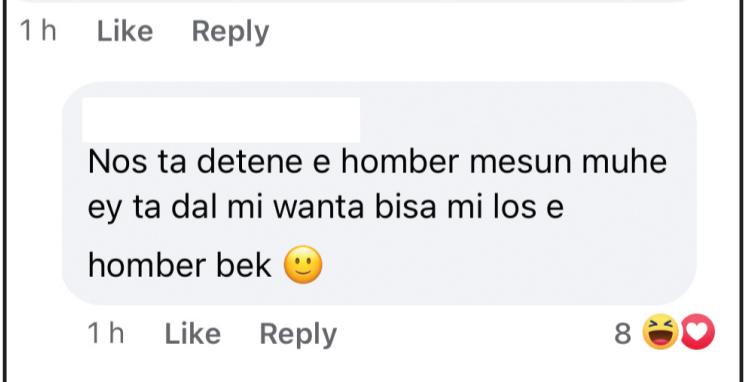 1 h Like Reply
Nos ta detene e homber mesun muhe
ey ta dal mi wanta bisa mi los e
homber bek 🙂
1 h Like Reply 8